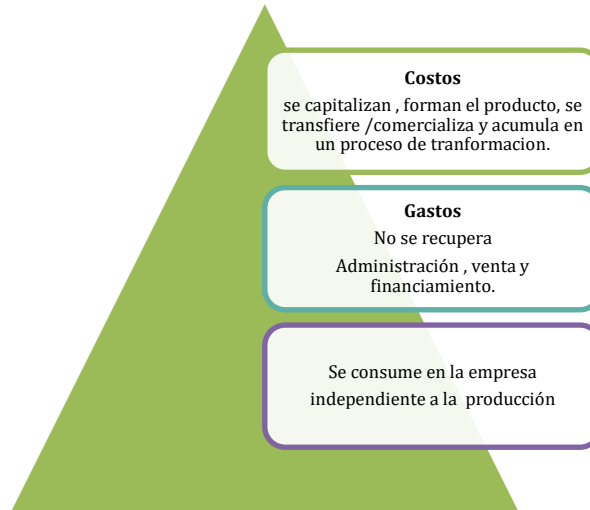 Costos
se capitalizan , forman el producto, se
transfiere /comercializa y acumula en
un proceso de tranformacion.
Gastos
No se recupera
Administración , venta y
financiamiento.
Se consume en la empresa
independiente a la  producción